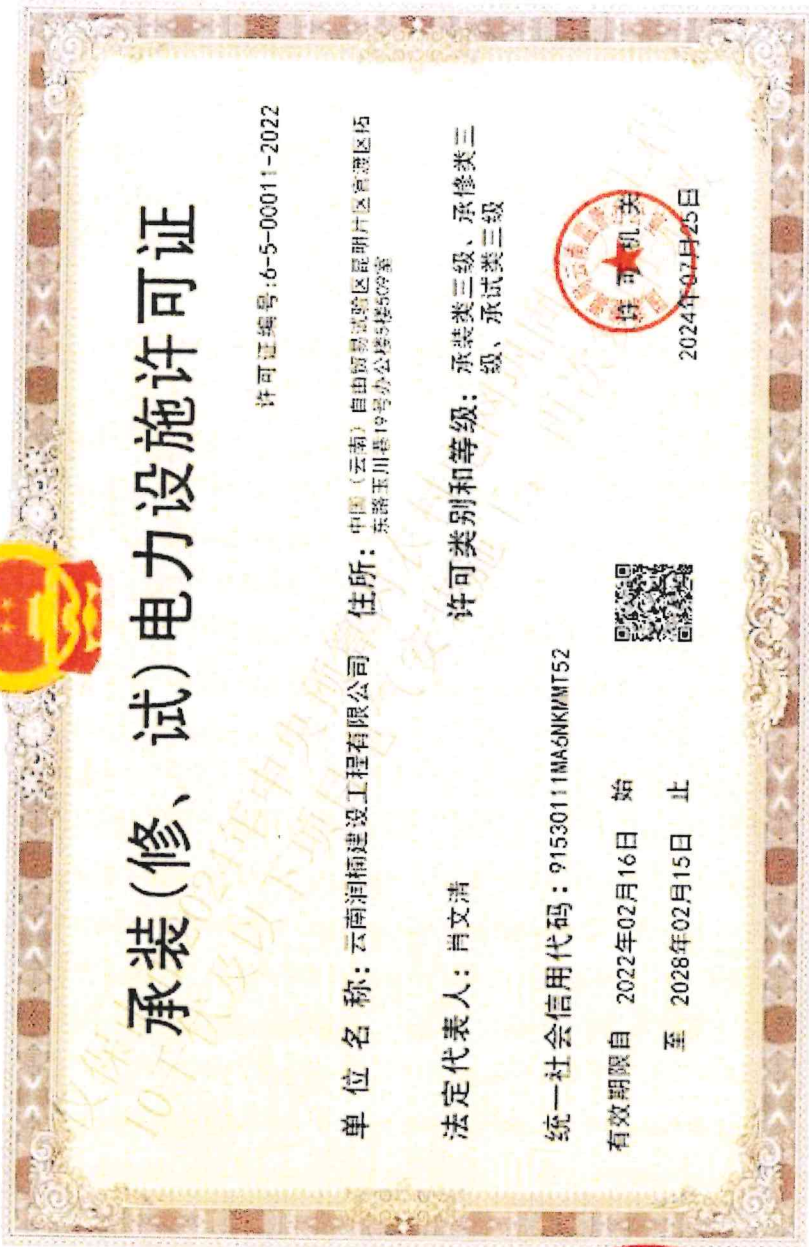 承装(修、试)电力设施许可证
许可证编号:6-5-00011-2022
单位名称:云南润楠建设工程有限公司
住所:中国(云南)自由贸易试验区昆明片区官渡区拓
东路玉川巷19号办公楼5楼509室
法定代表人:肖文清
许可类别和等级:承装类三级、承修类三
级、承试类三级
统一社会信用代码:91530111MA6NKMMT52
有效期限自 2022年02月16日 始
至 2028年02月15日 止
许可机关
2024年07月25日